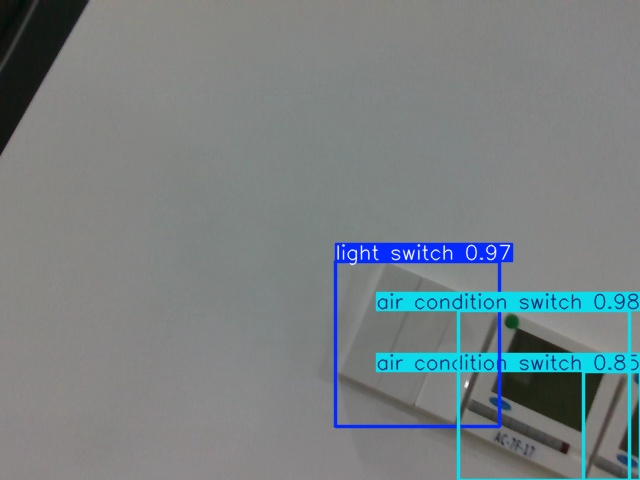 light switch 0.97
air condition switch 0.98
air condition switch 0.85
AC-7F-17